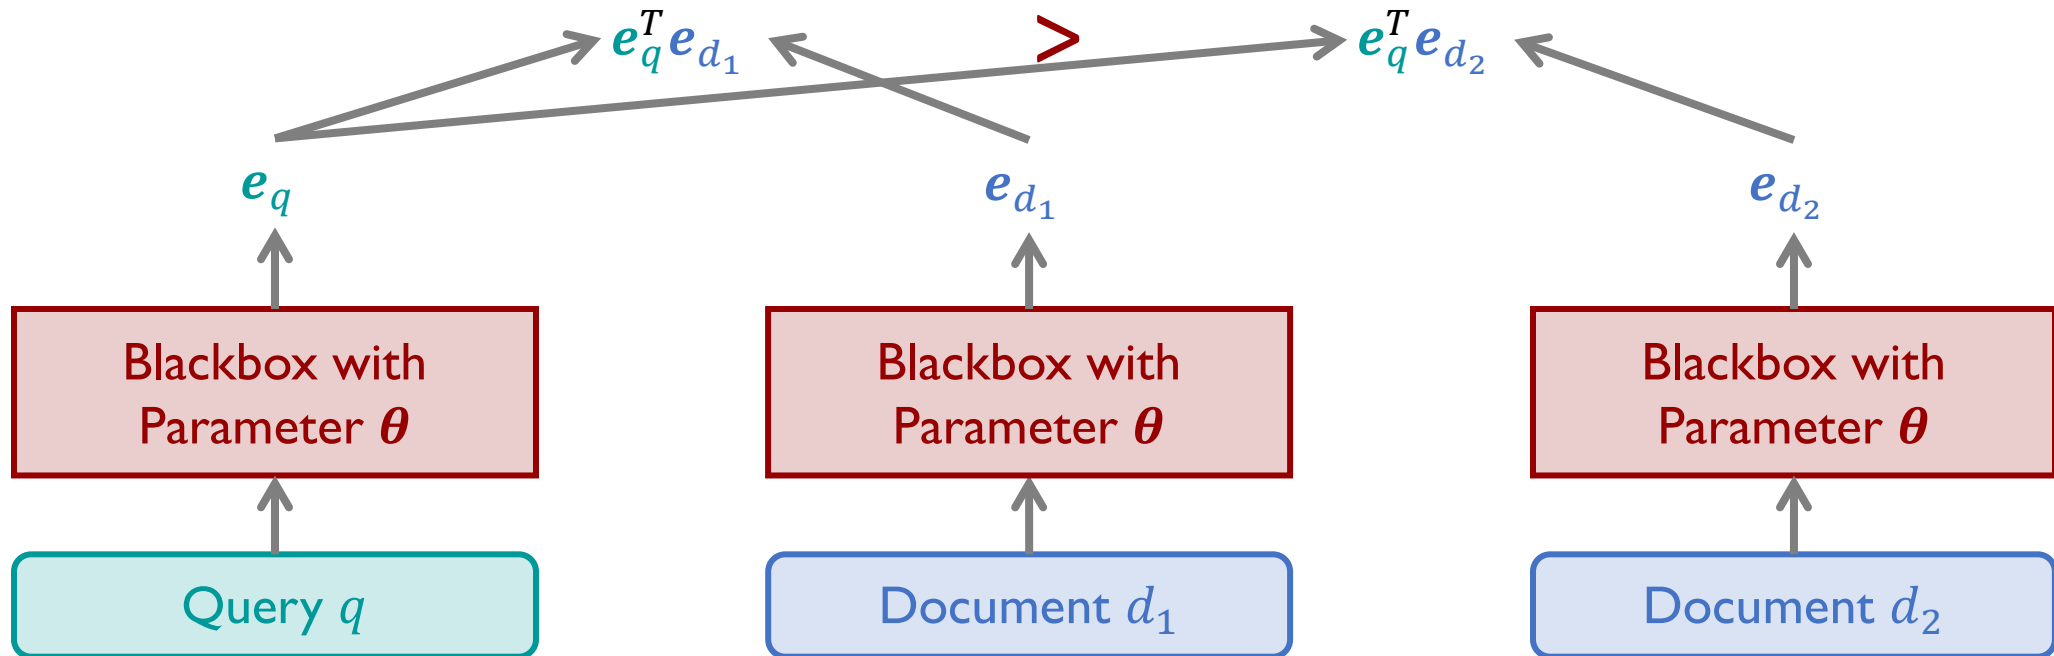 𝒆_q^T 𝒆_{d_1} > 𝒆_q^T 𝒆_{d_2}
𝒆_q 𝒆_{d_1} 𝒆_{d_2}
Blackbox with
Parameter 𝜽
Blackbox with
Parameter 𝜽
Blackbox with
Parameter 𝜽
Query q
Document d_1
Document d_2